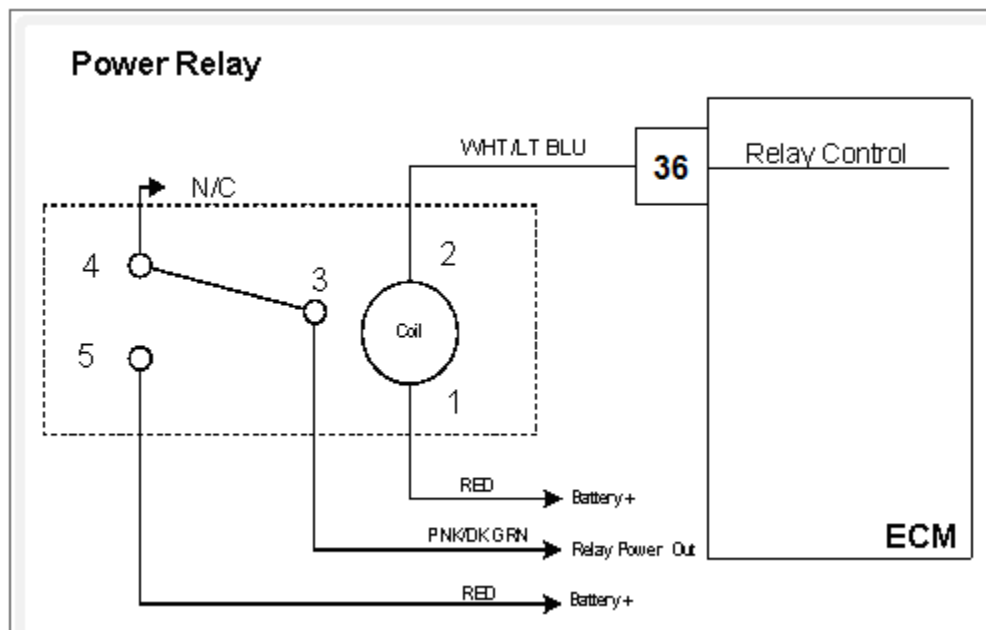 Power Relay
WHT/LT BLU
36
Relay Control
N/C
4
3
2
5
Coil
1
RED
Battery+
PNK/DKGRN
Relay Power Out
ECM
RED
Battery+